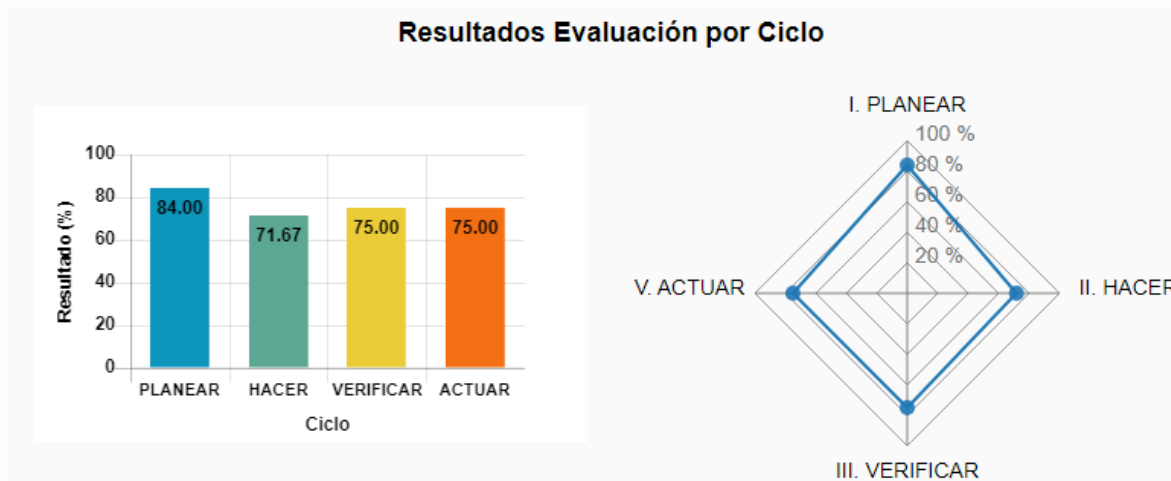 Resultados Evaluación por Ciclo
100
80
60
40
20
0
Resultado (%)
84.00
71.67
75.00
75.00
PLANEAR
HACER
VERIFICAR
ACTUAR
Ciclo
I. PLANEAR
100 %
80 %
60 %
40 %
20 %
V. ACTUAR
II. HACER
III. VERIFICAR